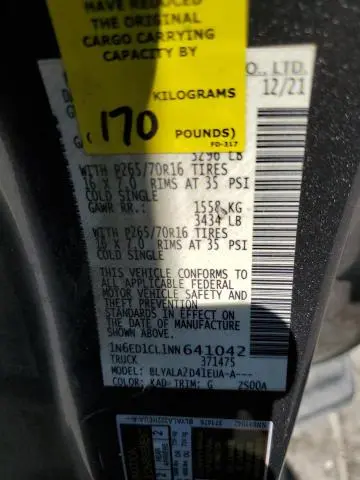 HAVE REDUCED
THE ORIGINAL
CARGO CARRYING
CAPACITY BY
CO., LTD.
12/21
KILOGRAMS
(170 POUNDS)
FD-317
3296 LB
WITH P265/70R16 TIRES
16 X 7.0 RIMS AT 35 PSI
COLD SINGLE
GAWR RR.: 1558 KG
3434 LB
WITH P265/70R16 TIRES
16 X 7.0 RIMS AT 35 PSI
COLD SINGLE
THIS VEHICLE CONFORMS TO
ALL APPLICABLE FEDERAL
MOTOR VEHICLE SAFETY
AND THEFT PREVENTION
STANDARDS IN EFFECT ON
THE DATE OF MANUFACTURE
SHOWN ABOVE.
1N6ED1CL1NN641042
TRUCK 371475
MODEL: BLYALA2D41EUA-A---
COLOR: KAD TRIM: G 2S00A